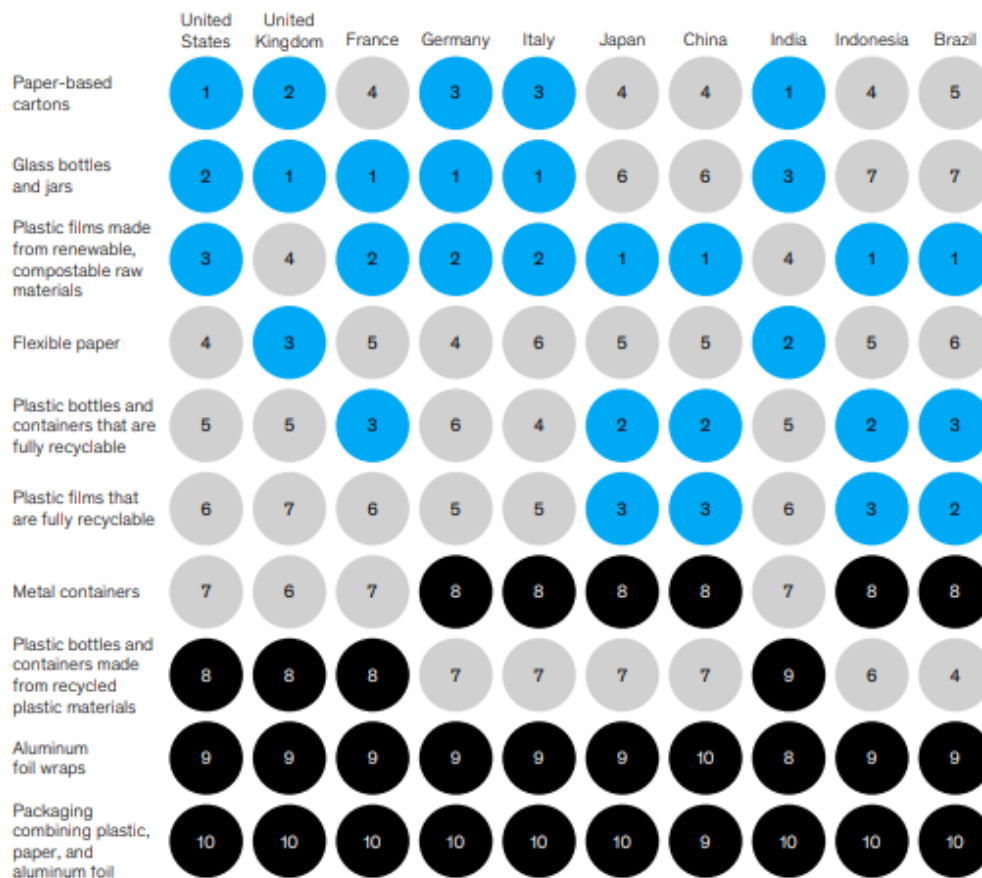 United States United Kingdom France Germany Italy Japan China India Indonesia Brazil
Paper-based cartons 1 2 4 3 3 4 4 1 4 5
Glass bottles and jars 2 1 1 1 1 6 6 3 7 7
Plastic films made from renewable, compostable raw materials 3 4 2 2 2 1 1 4 1 1
Flexible paper 4 3 5 4 6 5 5 2 5 6
Plastic bottles and containers that are fully recyclable 5 5 3 6 4 2 2 5 2 3
Plastic films that are fully recyclable 6 7 6 5 5 3 3 6 3 2
Metal containers 7 6 7 8 8 8 8 7 8 8
Plastic bottles and containers made from recycled plastic materials 8 8 8 7 7 7 7 9 6 4
Aluminum foil wraps 9 9 9 9 9 9 10 8 9 9
Packaging combining plastic, paper, and aluminum foil 10 10 10 10 10 10 9 10 10 10